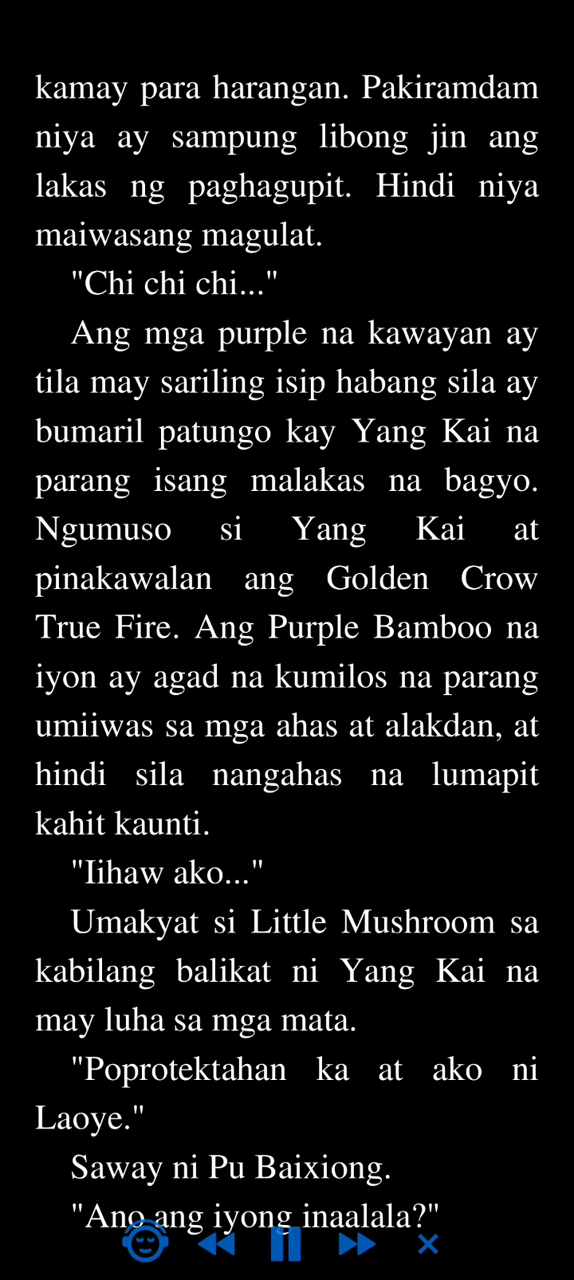 kamay para harangan. Pakiramdam
niya ay sampung libong jin ang
lakas ng paghagupit. Hindi niya
maiwasang magulat.
"Chi chi chi..."
Ang mga purple na kawayan ay
tila may sariling isip habang sila ay
bumaril patungo kay Yang Kai na
parang isang malakas na bagyo.
Ngumuso si Yang Kai at
pinakawalan ang Golden Crow
True Fire. Ang Purple Bamboo na
iyon ay agad na kumilos na parang
umiiwas sa mga ahas at alakdan, at
hindi sila nangahas na lumapit
kahit kaunti.
"Iihaw ako..."
Umakyat si Little Mushroom sa
kabilang balikat ni Yang Kai na
may luha sa mga mata.
"Poprotektahan ka at ako ni
Laoye."
Saway ni Pu Baixiong.
"Ano ang iyong inaalala?"